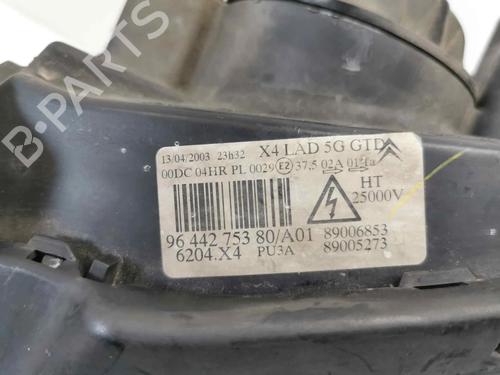 13/04/2003 23h32 X4 LAD 5G GTD
00DC 04HR PL 0029 E2 37.5 02A
HT
25000V
96 442 753 80/A01 89006853
6204.X4 PU3A 89005273
B-PARTS